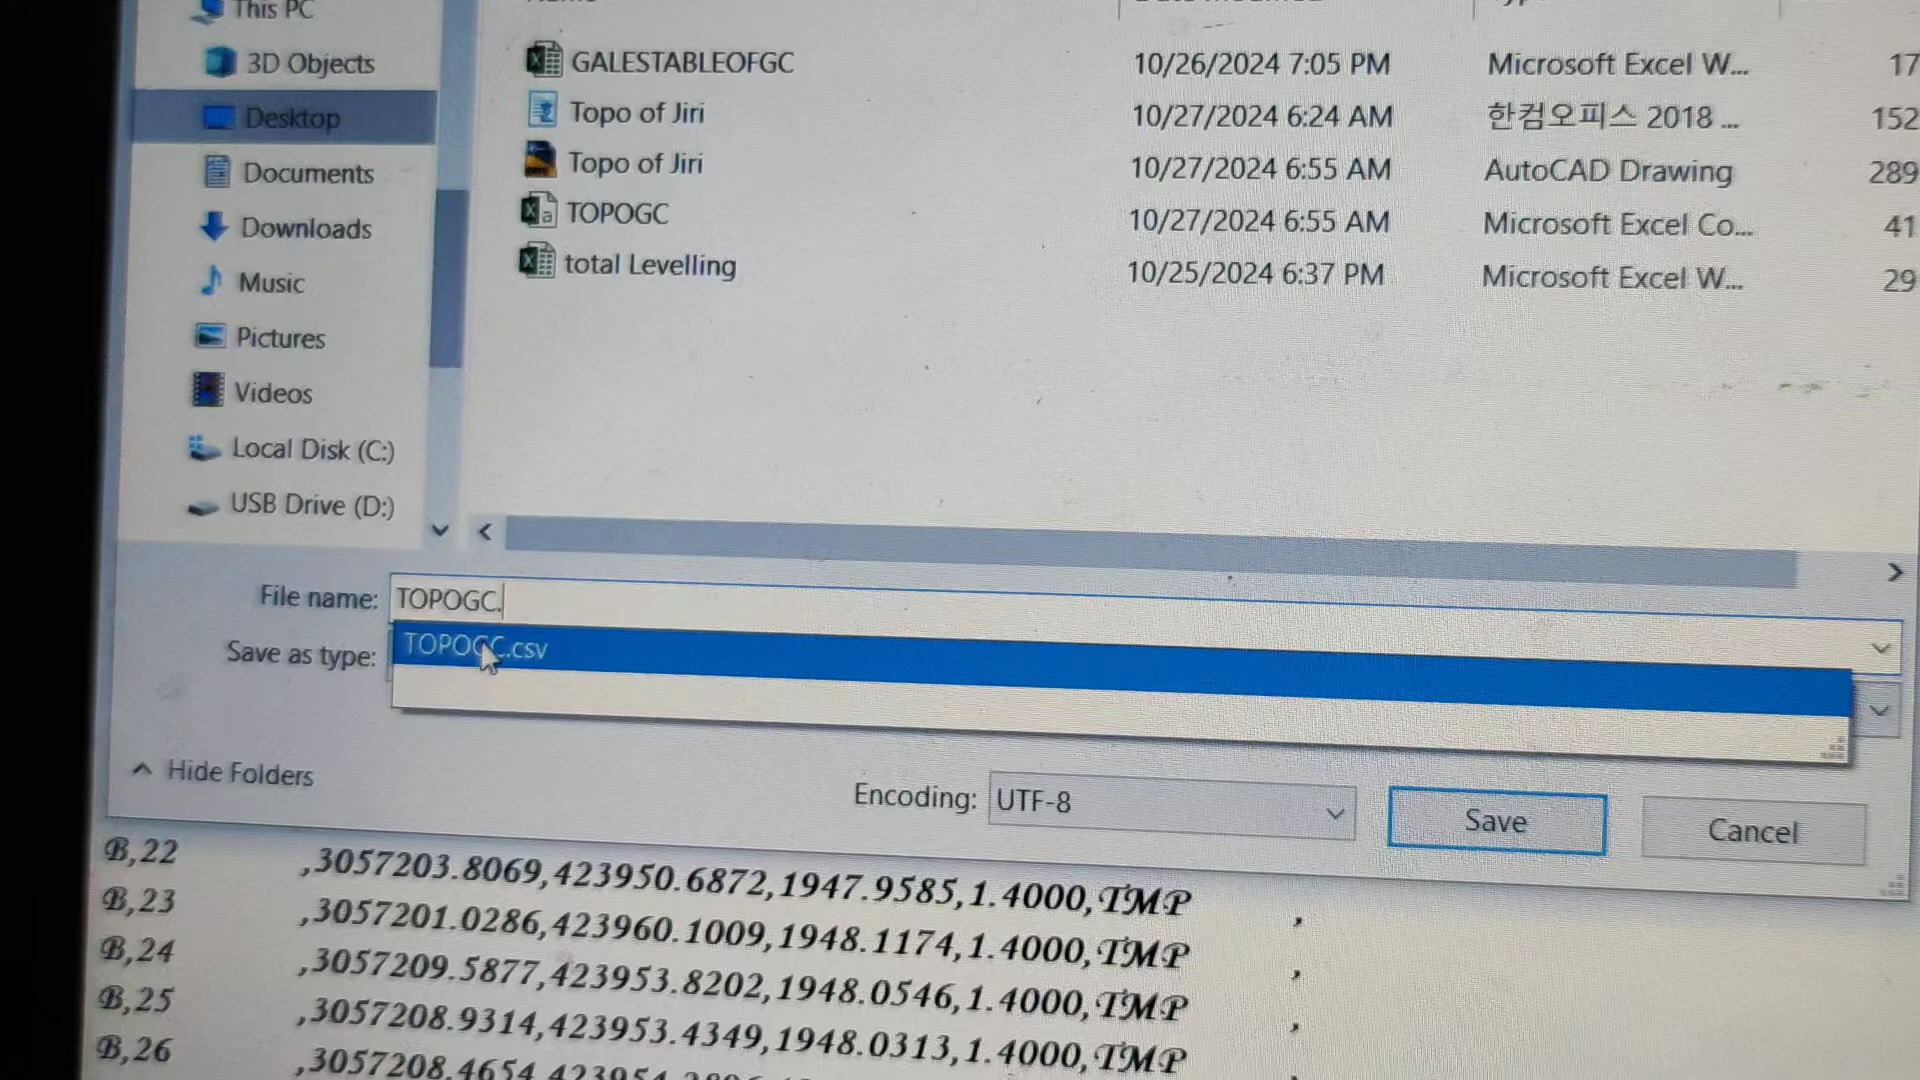 This PC
3D Objects
Desktop
Documents
Downloads
Music
Pictures
Videos
Local Disk (C:)
USB Drive (D:)
GALESTABLEOFGC 10/26/2024 7:05 PM Microsoft Excel W... 17
Topo of Jiri 10/27/2024 6:24 AM 한컴오피스 2018 ... 152
Topo of Jiri 10/27/2024 6:55 AM AutoCAD Drawing 289
TOPOGC 10/27/2024 6:55 AM Microsoft Excel Co... 41
total Levelling 10/25/2024 6:37 PM Microsoft Excel W... 29
File name: TOPOGC.
TOPOGC.csv
Save as type:
Hide Folders
Encoding: UTF-8
Save
Cancel
B,22 ,3057203.8069,423950.6872,1947.9585,1.4000,TMP ,
B,23 ,3057201.0286,423960.1009,1948.1174,1.4000,TMP ,
B,24 ,3057209.5877,423953.8202,1948.0546,1.4000,TMP ,
B,25 ,3057208.9314,423953.4349,1948.0313,1.4000,TMP ,
B,26 ,3057208.4654